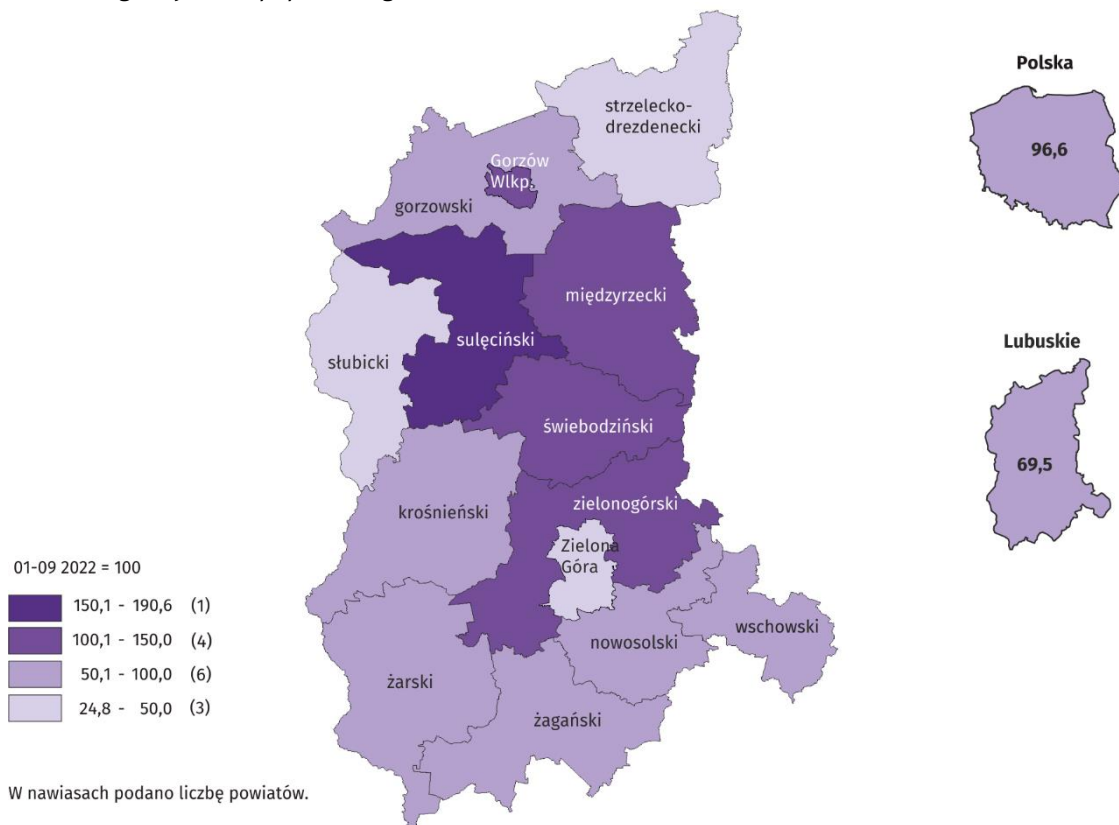 strzelecko-
drezdenecki
Gorzów
Wlkp.
gorzowski
międzyrzecki
sulęciński
słubicki
świebodziński
zielonogórski
krośnieński
Zielona
Góra
wschowski
nowosolski
żarski
żagański
Polska
96,6
Lubuskie
69,5
01-09 2022 = 100
150,1 - 190,6 (1)
100,1 - 150,0 (4)
50,1 - 100,0 (6)
24,8 - 50,0 (3)
W nawiasach podano liczbę powiatów.